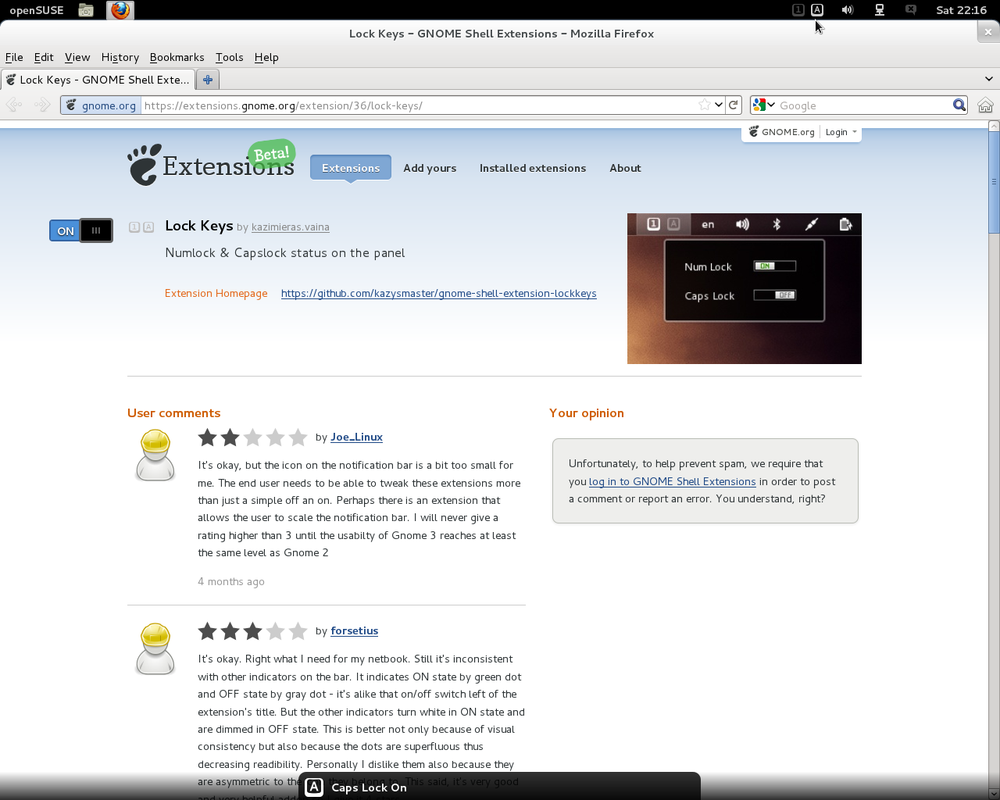 openSUSE
1 A
Sat 22:16
Lock Keys – GNOME Shell Extensions – Mozilla Firefox
File Edit View History Bookmarks Tools Help
Lock Keys - GNOME Shell Exte...
gnome.org https://extensions.gnome.org/extension/36/lock-keys/
Google
GNOME.org Login
Extensions Beta!
Extensions Add yours Installed extensions About
ON
1 A
Lock Keys by kazimieras.vaina
Numlock & Capslock status on the panel
Extension Homepage https://github.com/kazysmaster/gnome-shell-extension-lockkeys
1 A en
Num Lock ON
Caps Lock OFF
User comments
by Joe_Linux
It's okay, but the icon on the notification bar is a bit too small for
me. The end user needs to be able to tweak these extensions more
than just a simple off an on. Perhaps there is an extension that
allows the user to scale the notification bar. I will never give a
rating higher than 3 until the usabilty of Gnome 3 reaches at least
the same level as Gnome 2
4 months ago
by forsetius
It's okay. Right what I need for my netbook. Still it's inconsistent
with other indicators on the bar. It indicates ON state by green dot
and OFF state by gray dot - it's alike that on/off switch left of the
extension's title. But the other indicators turn white in ON state and
are dimmed in OFF state. This is better not only because of visual
consistency but also because the dots are superfluous thus
decreasing readibility. Personally I dislike them also because they
are asymmetric to the they belong to. This said, it's very good
and very helpful
Your opinion
Unfortunately, to help prevent spam, we require that
you log in to GNOME Shell Extensions in order to post
a comment or report an error. You understand, right?
A Caps Lock On